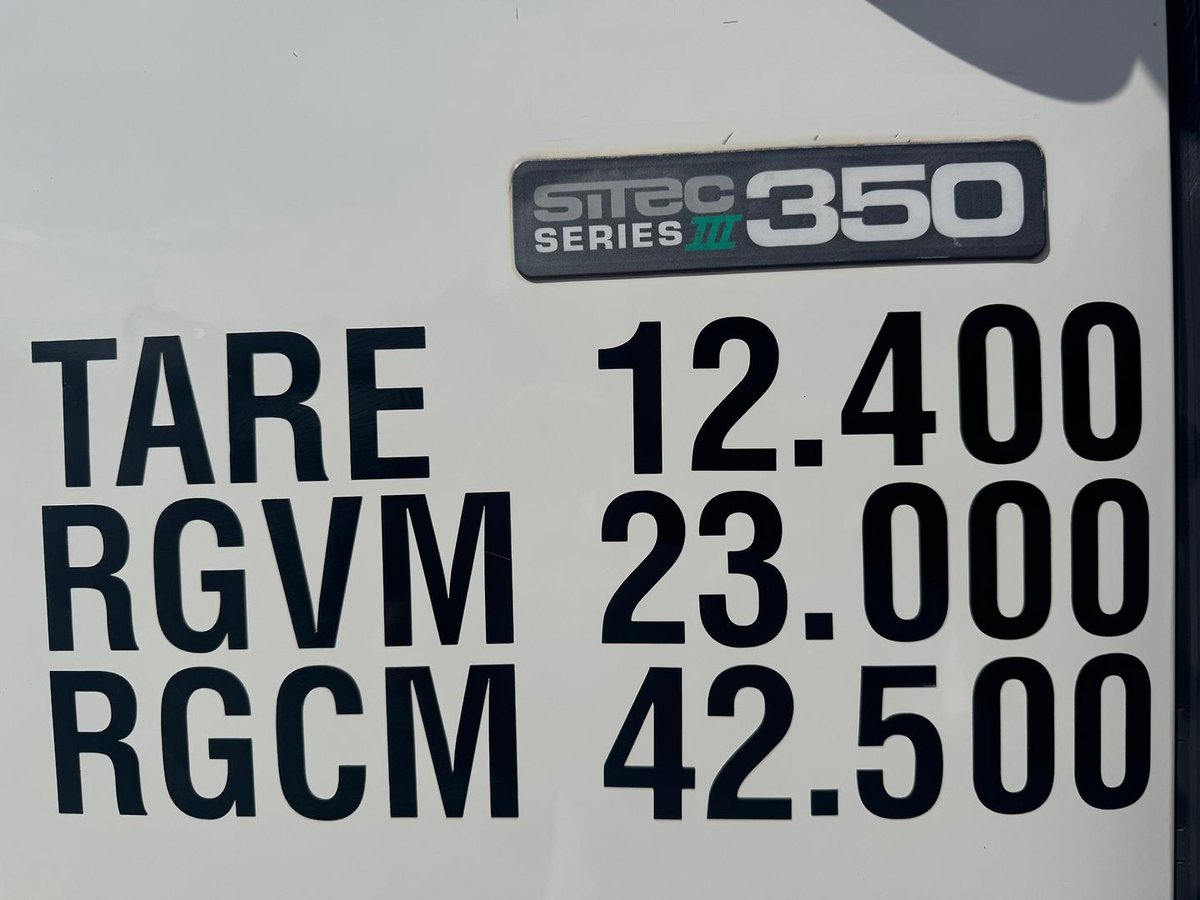 SiTEC
SERIES III 350
TARE 12.400
RGVM 23.000
RGCM 42.500